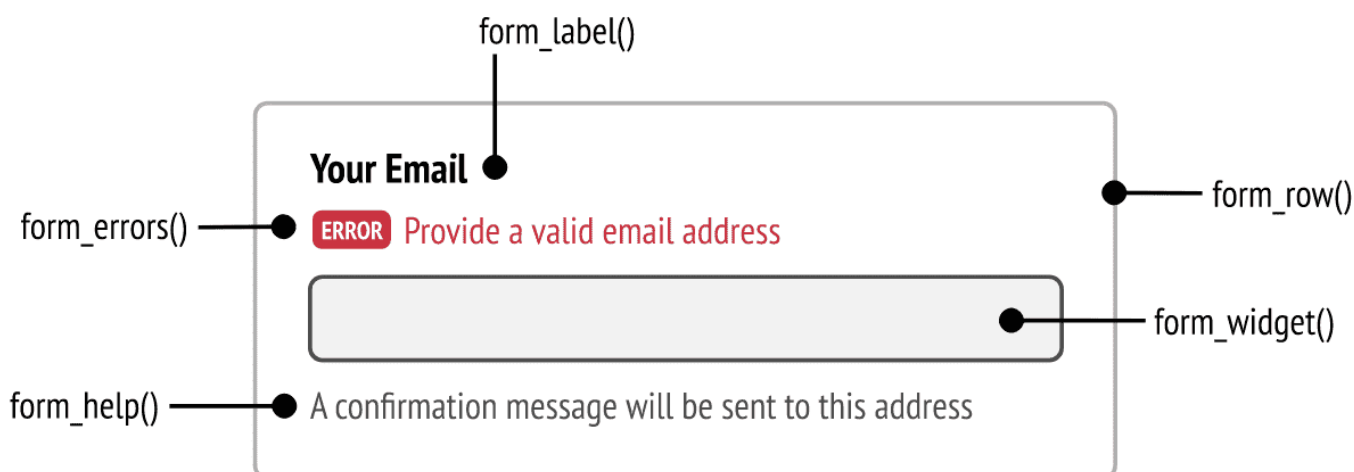 form_label()
Your Email
form_row()
form_errors()
ERROR Provide a valid email address
form_widget()
form_help()
A confirmation message will be sent to this address